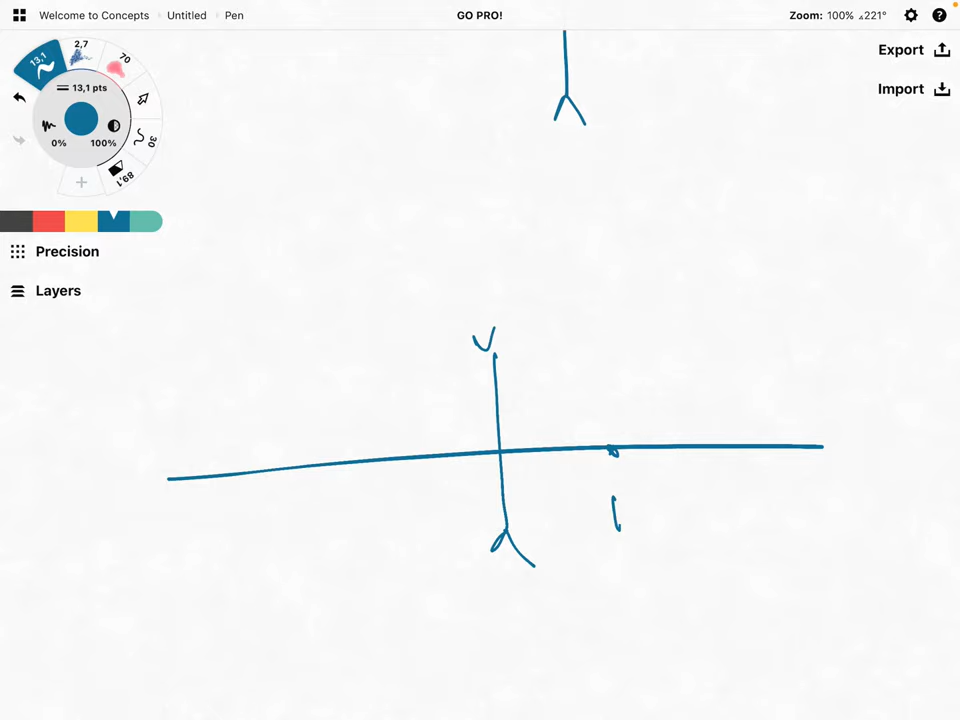 Welcome to Concepts Untitled Pen GO PRO! Zoom: 100% ⊿221°
Export
Import
13,1
2,7
70
13,1 pts
0% 100%
30
89,1
Precision
Layers